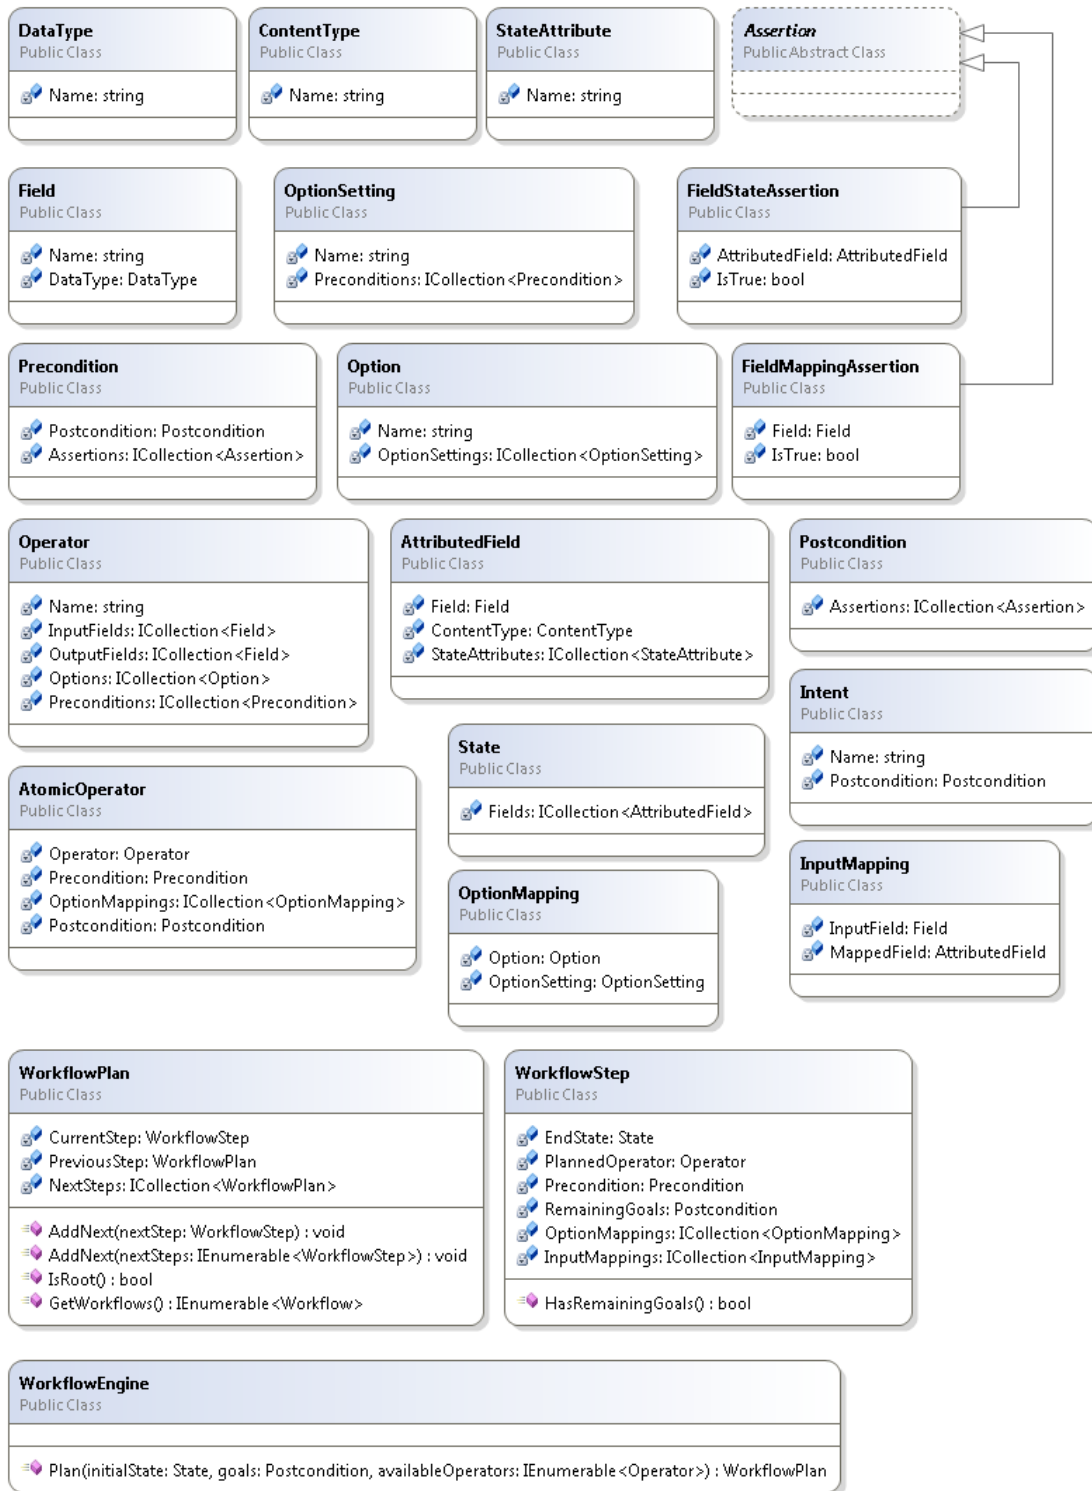 DataType
Public Class
Name: string
ContentType
Public Class
Name: string
StateAttribute
Public Class
Name: string
Assertion
Public Abstract Class
Field
Public Class
Name: string
DataType: DataType
OptionSetting
Public Class
Name: string
Preconditions: ICollection<Precondition>
FieldStateAssertion
Public Class
AttributedField: AttributedField
IsTrue: bool
Precondition
Public Class
Postcondition: Postcondition
Assertions: ICollection<Assertion>
Option
Public Class
Name: string
OptionSettings: ICollection<OptionSetting>
FieldMappingAssertion
Public Class
Field: Field
IsTrue: bool
Operator
Public Class
Name: string
InputFields: ICollection<Field>
OutputFields: ICollection<Field>
Options: ICollection<Option>
Preconditions: ICollection<Precondition>
AttributedField
Public Class
Field: Field
ContentType: ContentType
StateAttributes: ICollection<StateAttribute>
Postcondition
Public Class
Assertions: ICollection<Assertion>
Intent
Public Class
Name: string
Postcondition: Postcondition
State
Public Class
Fields: ICollection<AttributedField>
AtomicOperator
Public Class
Operator: Operator
Precondition: Precondition
OptionMappings: ICollection<OptionMapping>
Postcondition: Postcondition
OptionMapping
Public Class
Option: Option
OptionSetting: OptionSetting
InputMapping
Public Class
InputField: Field
MappedField: AttributedField
WorkflowPlan
Public Class
CurrentStep: WorkflowStep
PreviousStep: WorkflowPlan
NextSteps: ICollection<WorkflowPlan>
AddNext(nextStep: WorkflowStep) : void
AddNext(nextSteps: IEnumerable<WorkflowStep>) : void
IsRoot() : bool
GetWorkflows() : IEnumerable<Workflow>
WorkflowStep
Public Class
EndState: State
PlannedOperator: Operator
Precondition: Precondition
RemainingGoals: Postcondition
OptionMappings: ICollection<OptionMapping>
InputMappings: ICollection<InputMapping>
HasRemainingGoals() : bool
WorkflowEngine
Public Class
Plan(initialState: State, goals: Postcondition, availableOperators: IEnumerable<Operator>) : WorkflowPlan